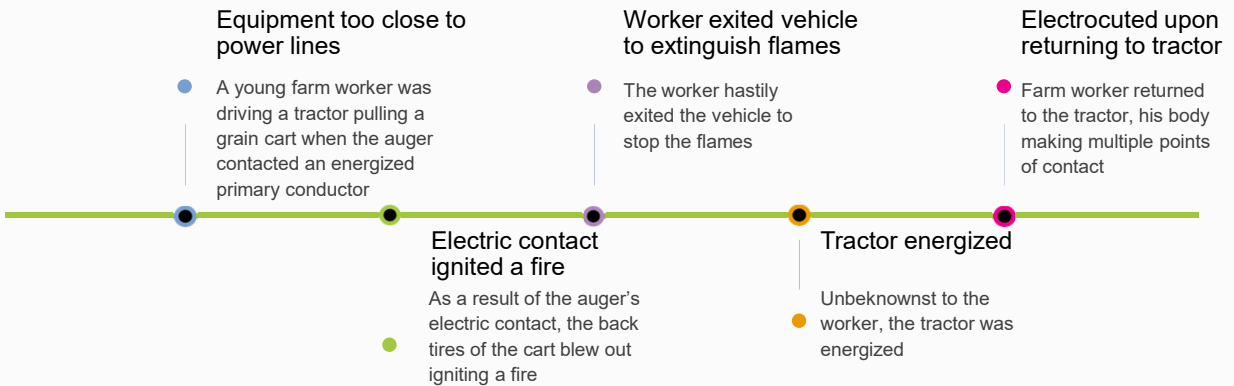 Equipment too close to
power lines
A young farm worker was
driving a tractor pulling a
grain cart when the auger
contacted an energized
primary conductor
Electric contact
ignited a fire
As a result of the auger’s
electric contact, the back
tires of the cart blew out
igniting a fire
Worker exited vehicle
to extinguish flames
The worker hastily
exited the vehicle to
stop the flames
Tractor energized
Unbeknownst to the
worker, the tractor was
energized
Electrocuted upon
returning to tractor
Farm worker returned
to the tractor, his body
making multiple points
of contact